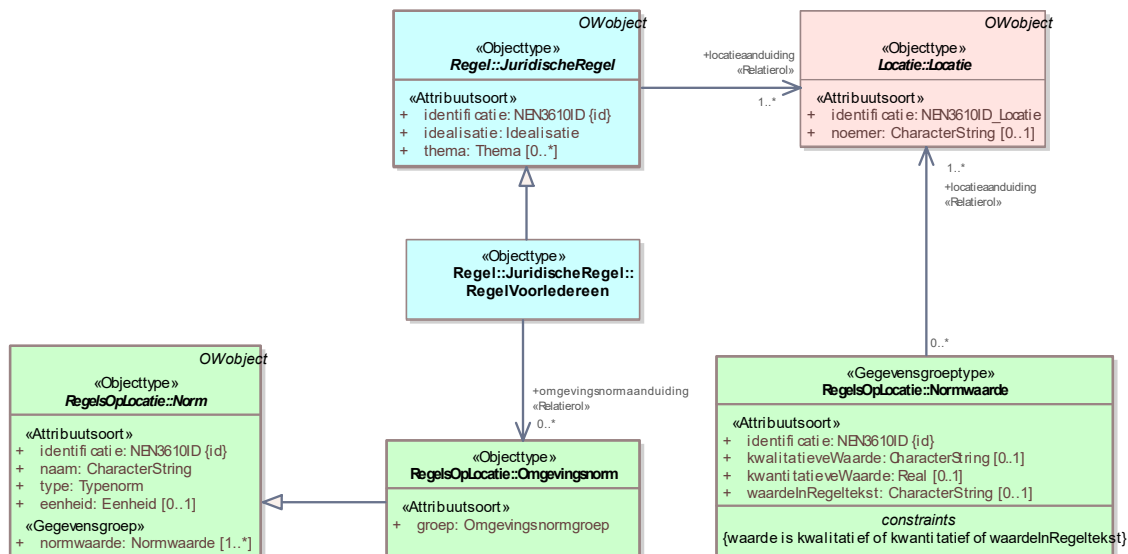 OWobject
«Objecttype»
Regel::JuridischeRegel
«Attribuutsoort»
+ identificatie: NEN3610ID {id}
+ idealisatie: Idealisatie
+ thema: Thema [0..*]
+locatieaanduiding
«Relatierol»
1..*
OWobject
«Objecttype»
Locatie::Locatie
«Attribuutsoort»
+ identificatie: NEN3610ID_Locatie
+ noemer: CharacterString [0..1]
1..*
+locatieaanduiding
«Relatierol»
0..*
«Objecttype»
Regel::JuridischeRegel::
RegelVoorIedereen
+omgevingsnormaanduiding
«Relatierol»
0..*
OWobject
«Objecttype»
RegelsOpLocatie::Norm
«Attribuutsoort»
+ identificatie: NEN3610ID {id}
+ naam: CharacterString
+ type: Typenorm
+ eenheid: Eenheid [0..1]
«Gegevensgroep»
+ normwaarde: Normwaarde [1..*]
«Objecttype»
RegelsOpLocatie::Omgevingsnorm
«Attribuutsoort»
+ groep: Omgevingsnormgroep
«Gegevensgroeptype»
RegelsOpLocatie::Normwaarde
«Attribuutsoort»
+ identificatie: NEN3610ID {id}
+ kwalitatieveWaarde: CharacterString [0..1]
+ kwantitatieveWaarde: Real [0..1]
+ waardeInRegeltekst: CharacterString [0..1]
constraints
{waarde is kwalitatief of kwantitatief of waardeInRegeltekst}